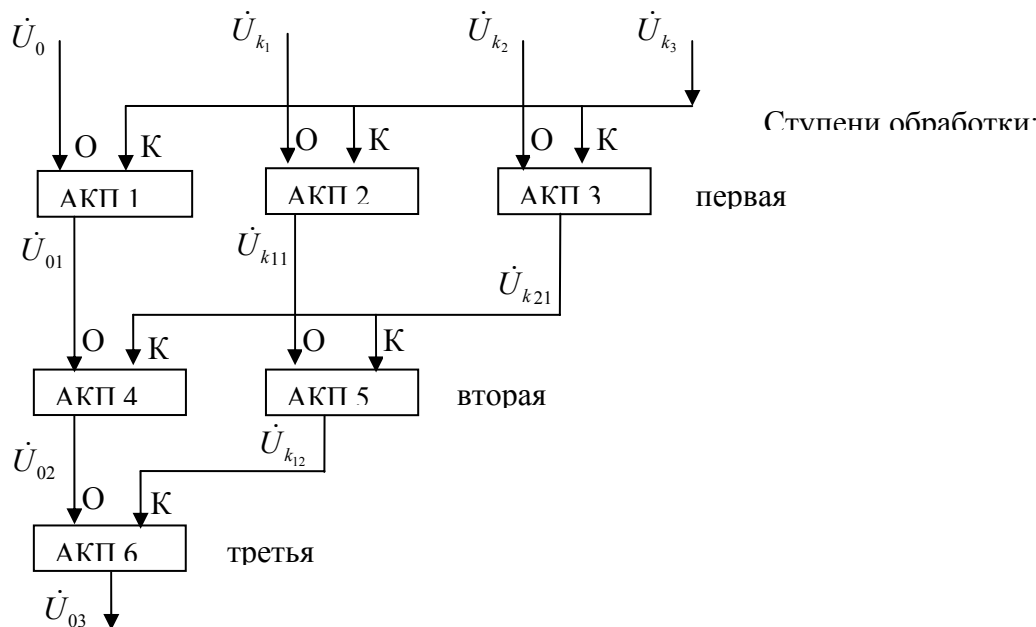 U̇₀ U̇ₖ₁ U̇ₖ₂ U̇ₖ₃
Ступени обработки:
О К О К О К
АКП 1 АКП 2 АКП 3 первая
U̇₀₁ U̇ₖ₁₁ U̇ₖ₂₁
О К О К
АКП 4 АКП 5 вторая
U̇₀₂ U̇ₖ₁₂
О К
АКП 6 третья
U̇₀₃